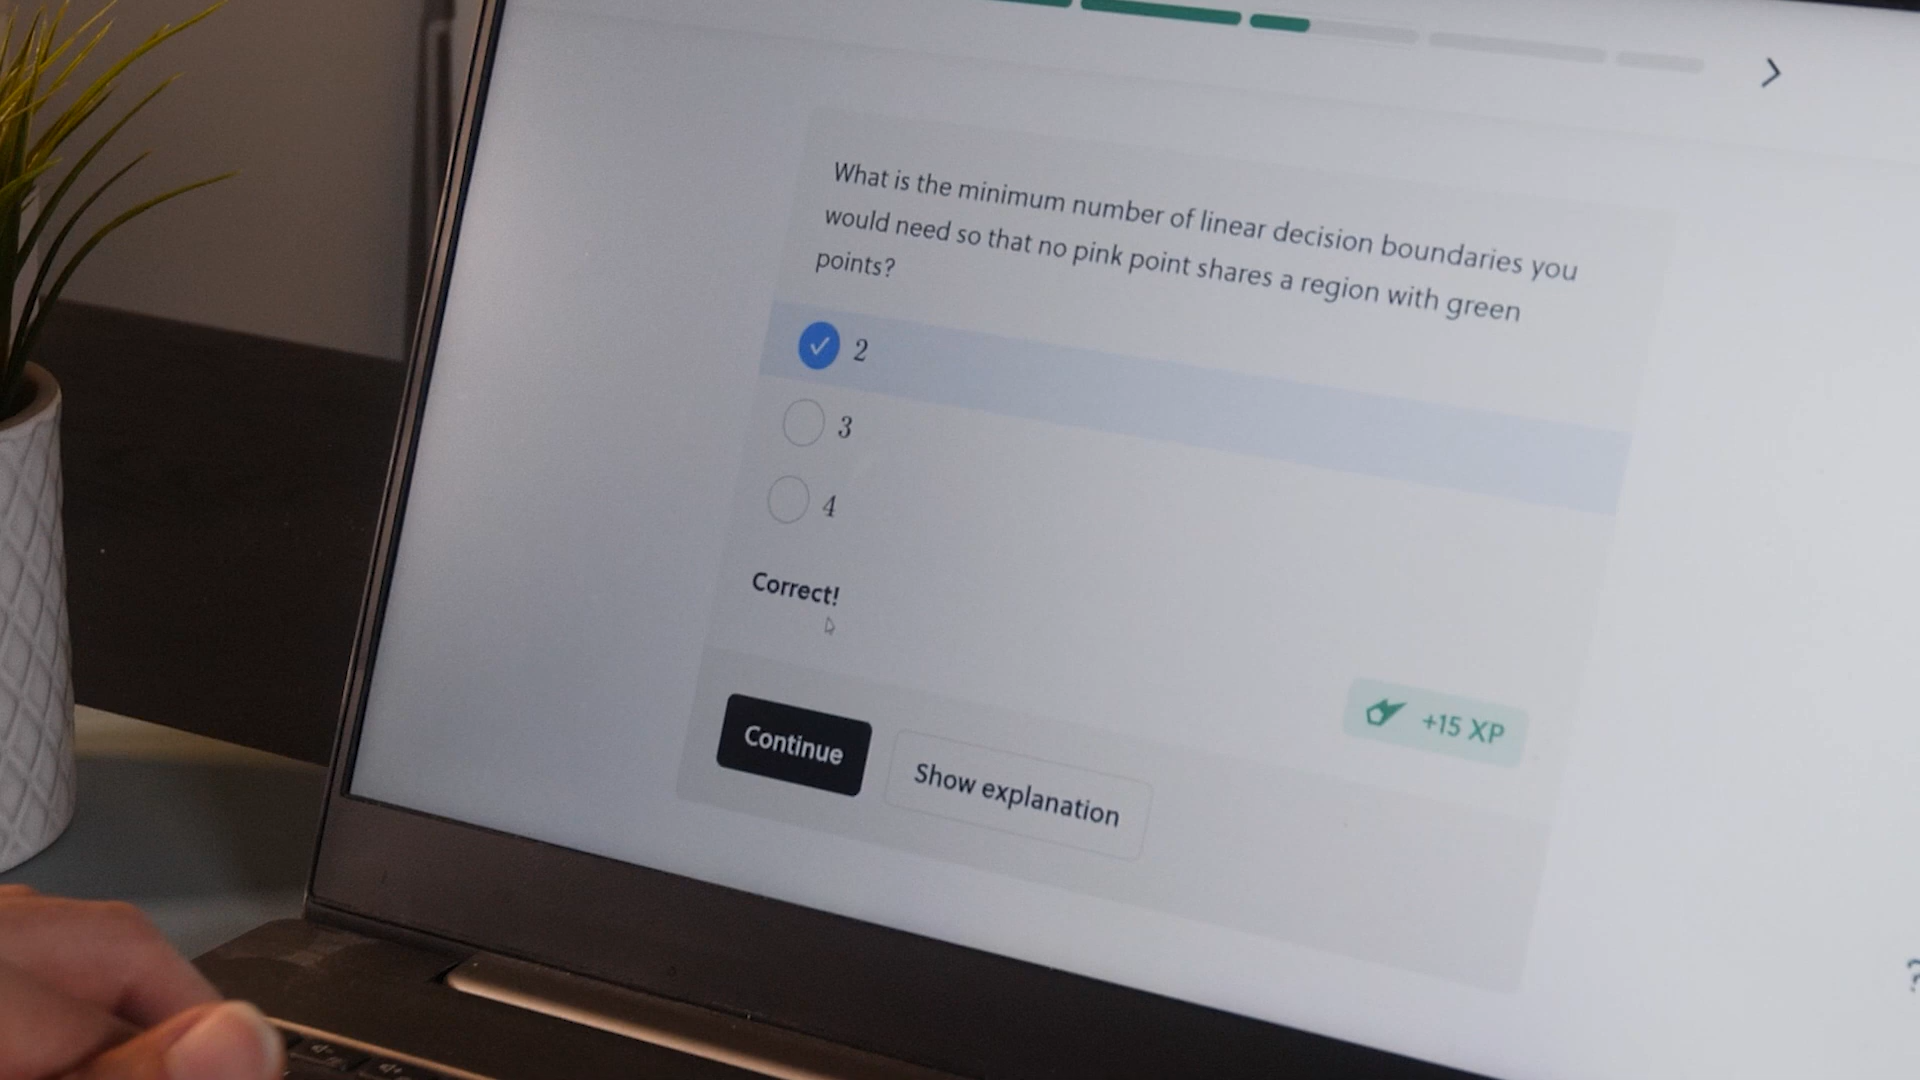 What is the minimum number of linear decision boundaries you
would need so that no pink point shares a region with green
points?
2
3
4
Correct!
+15 XP
Continue
Show explanation
?